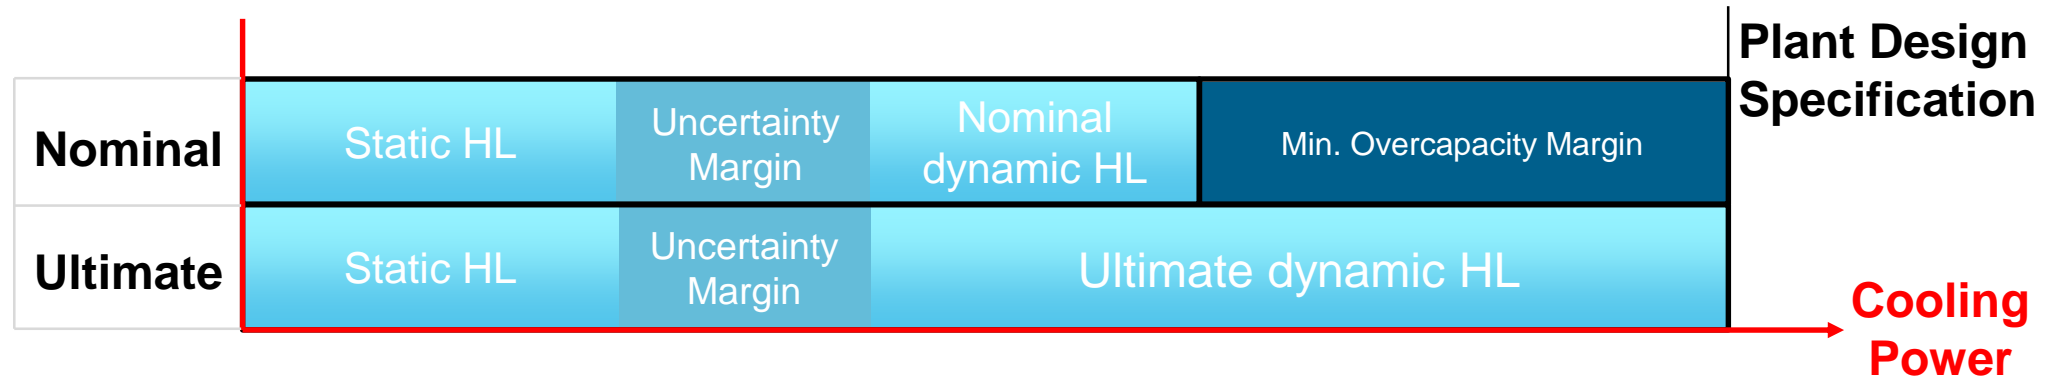 Plant Design
Specification
Nominal
Static HL
Uncertainty
Margin
Nominal
dynamic HL
Min. Overcapacity Margin
Ultimate
Static HL
Uncertainty
Margin
Ultimate dynamic HL
Cooling
Power